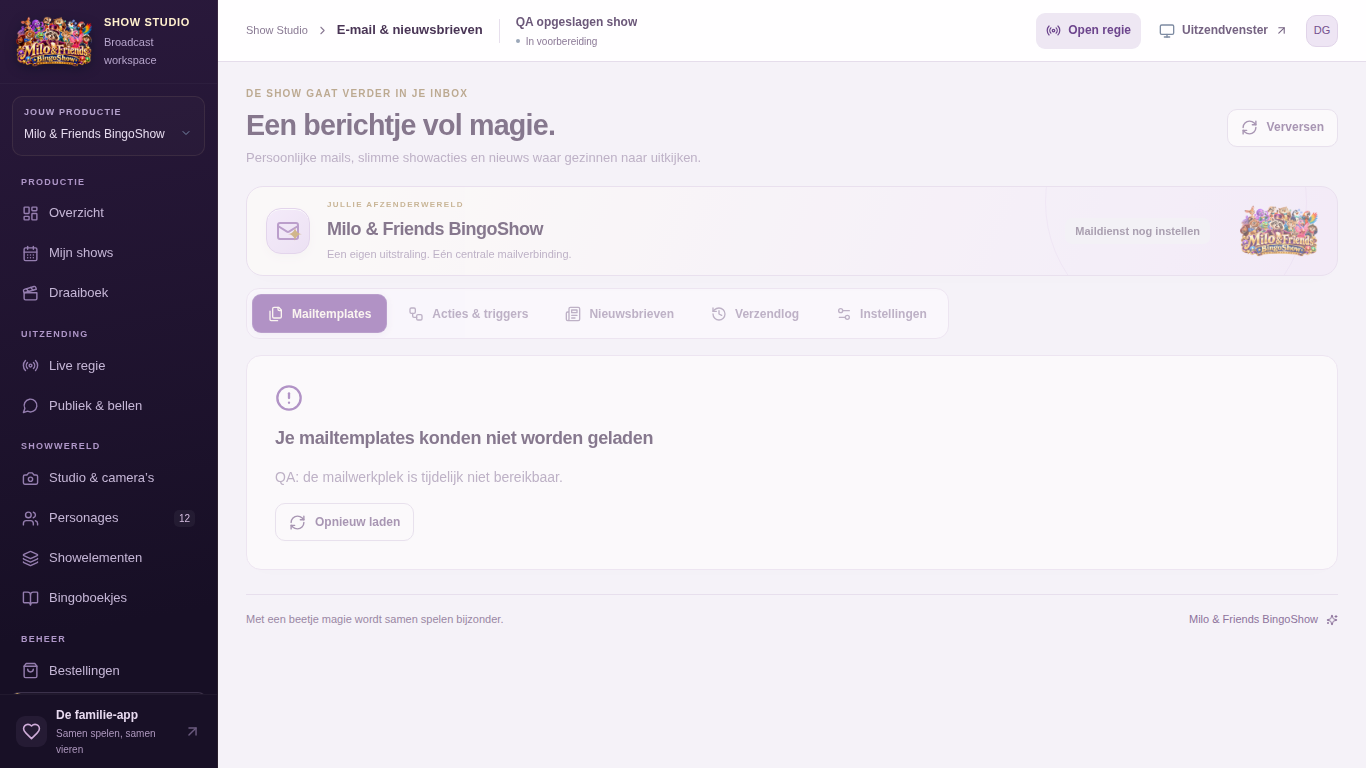 Milo & Friends
BingoShow
SHOW STUDIO
Broadcast
workspace
JOUW PRODUCTIE
Milo & Friends BingoShow
PRODUCTIE
Overzicht
Mijn shows
Draaiboek
UITZENDING
Live regie
Publiek & bellen
SHOWWERELD
Studio & camera's
Personages
12
Showelementen
Bingoboekjes
BEHEER
Bestellingen
De familie-app
Samen spelen, samen
vieren
Show Studio
E-mail & nieuwsbrieven
QA opgeslagen show
In voorbereiding
Open regie
Uitzendvenster
DG
DE SHOW GAAT VERDER IN JE INBOX
Een berichtje vol magie.
Persoonlijke mails, slimme showacties en nieuws waar gezinnen naar uitkijken.
Verversen
JULLIE AFZENDERWERELD
Milo & Friends BingoShow
Een eigen uitstraling. Eén centrale mailverbinding.
Maildienst nog instellen
Milo & Friends
BingoShow
Mailtemplates
Acties & triggers
Nieuwsbrieven
Verzendlog
Instellingen
Je mailtemplates konden niet worden geladen
QA: de mailwerkplek is tijdelijk niet bereikbaar.
Opnieuw laden
Met een beetje magie wordt samen spelen bijzonder.
Milo & Friends BingoShow